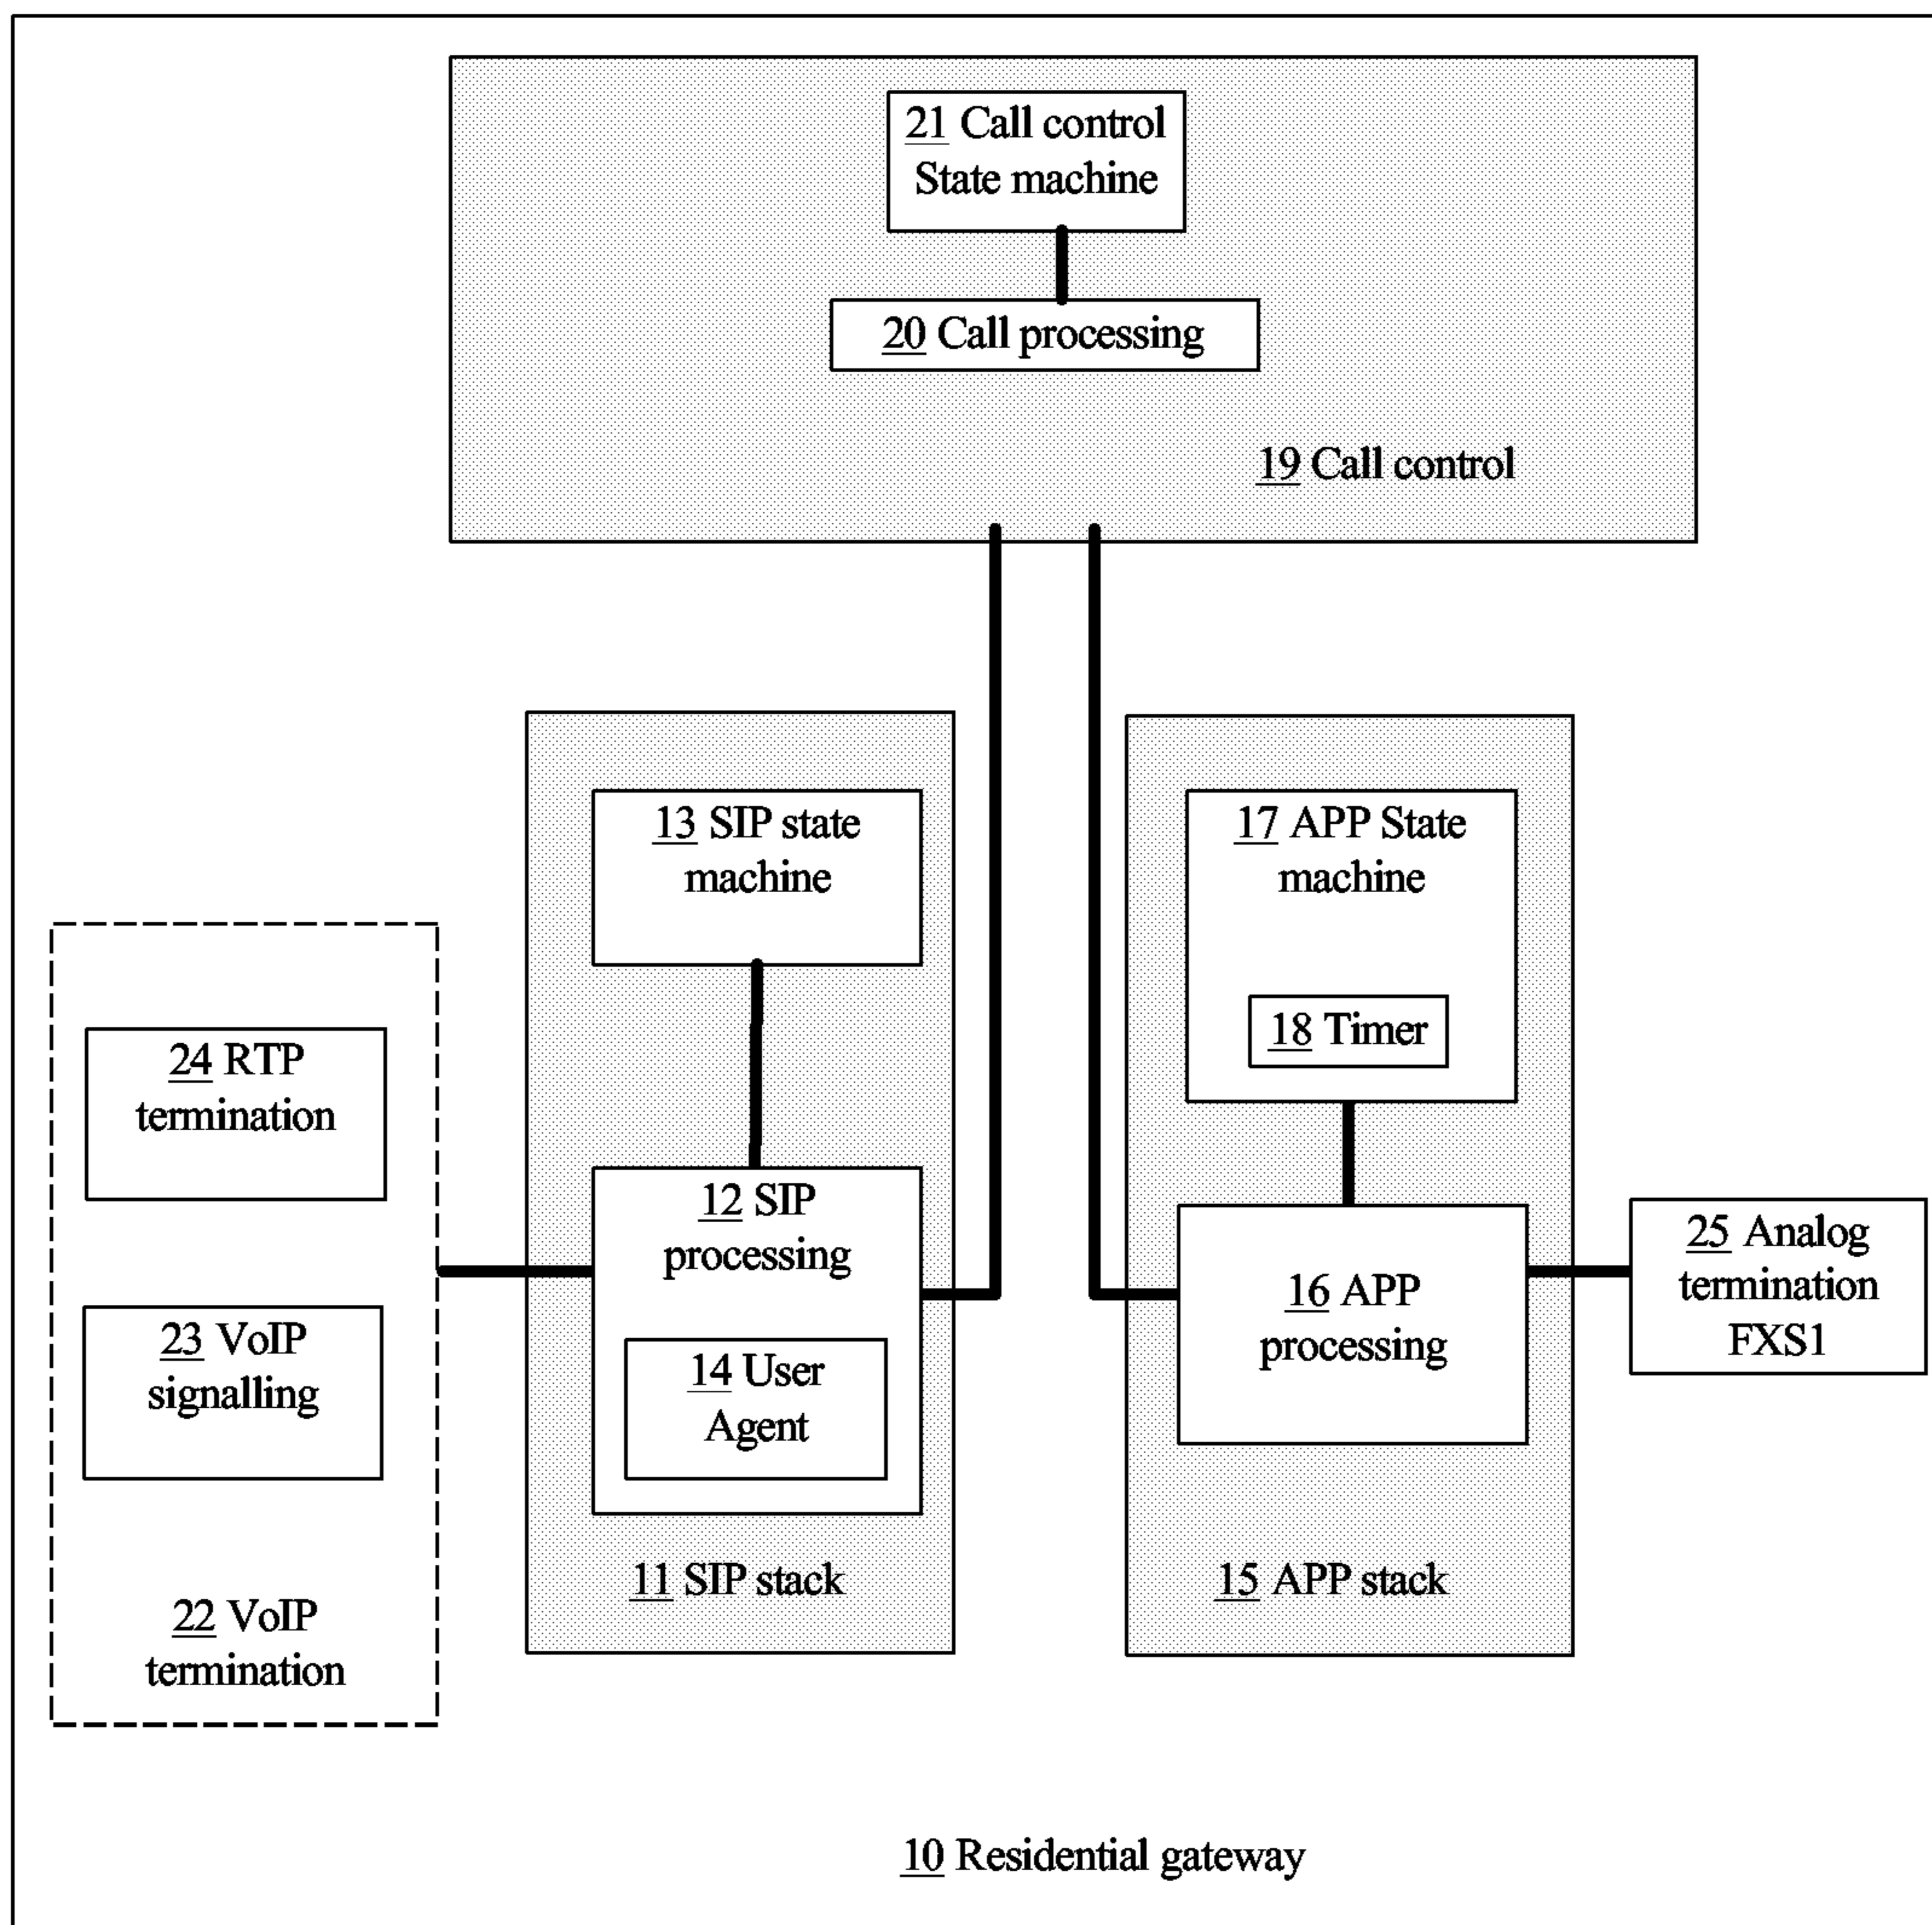 21 Call control
State machine
20 Call processing
19 Call control
13 SIP state
machine
17 APP State
machine
18 Timer
24 RTP
termination
12 SIP
processing
25 Analog
termination
FXS1
16 APP
processing
23 VoIP
signalling
14 User
Agent
11 SIP stack
15 APP stack
22 VoIP
termination
10 Residential gateway